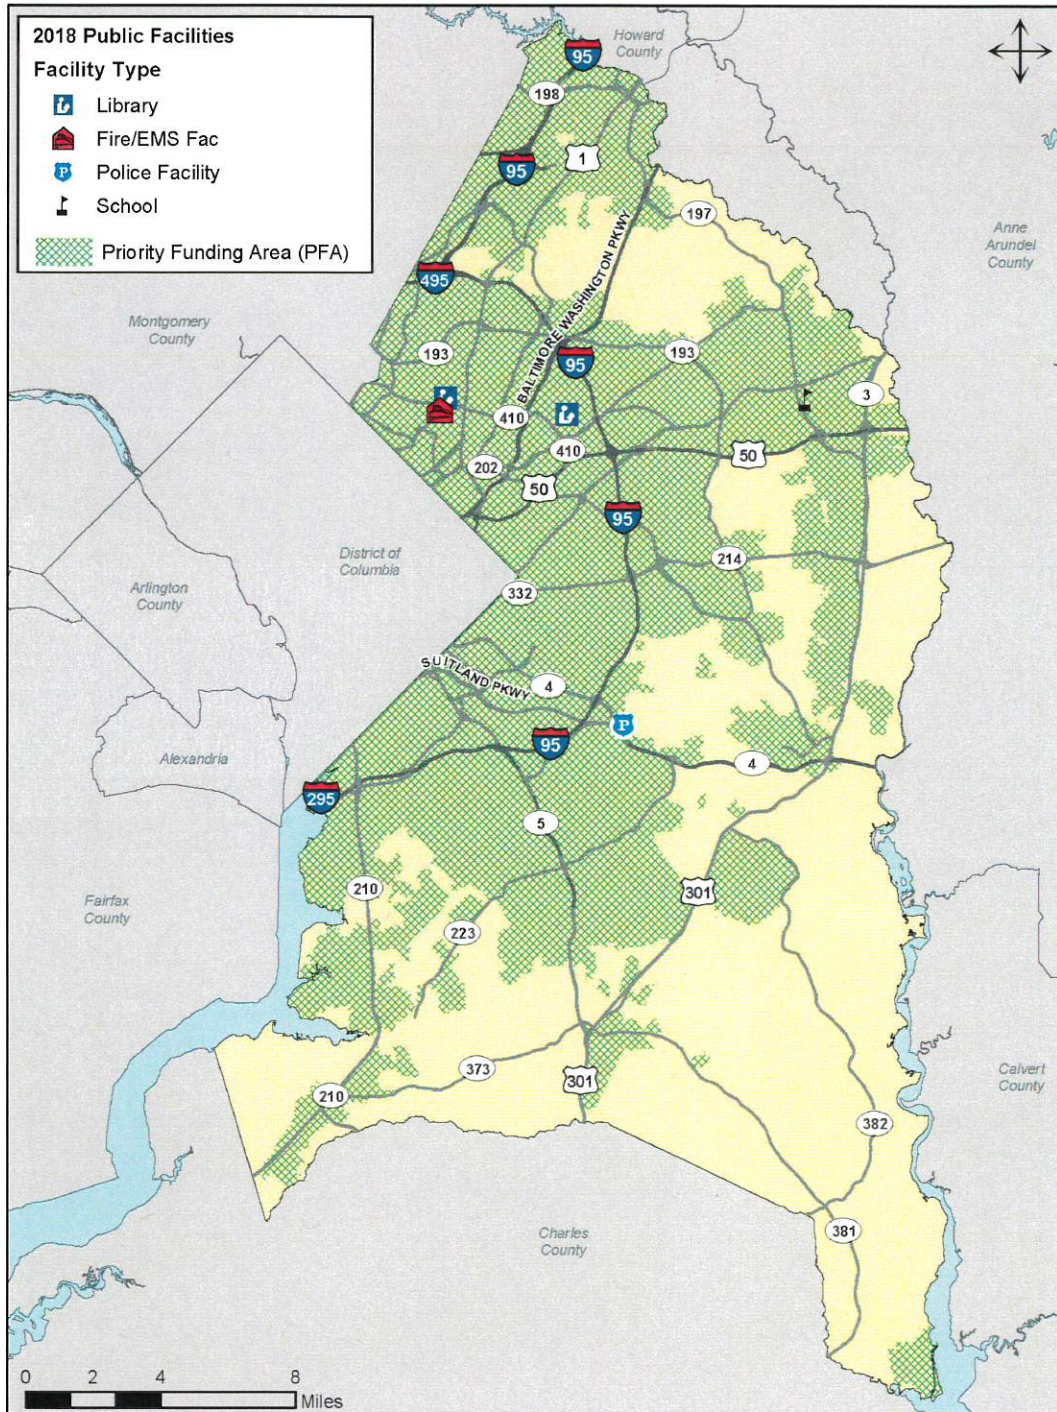 2018 Public Facilities
Facility Type
Library
Fire/EMS Fac
P
Police Facility
School
Priority Funding Area (PFA)
Howard
County
95
198
95
1
197
Anne
Arundel
County
495
BALTIMORE WASHINGTON PKWY
Montgomery
County
193
95
193
3
410
410
202
50
50
95
District of
Columbia
214
Arlington
County
332
SUITLAND PKWY
4
P
95
4
Alexandria
295
5
210
301
Fairfax
County
223
373
301
Calvert
County
210
382
381
Charles
County
0 2 4 8
Miles